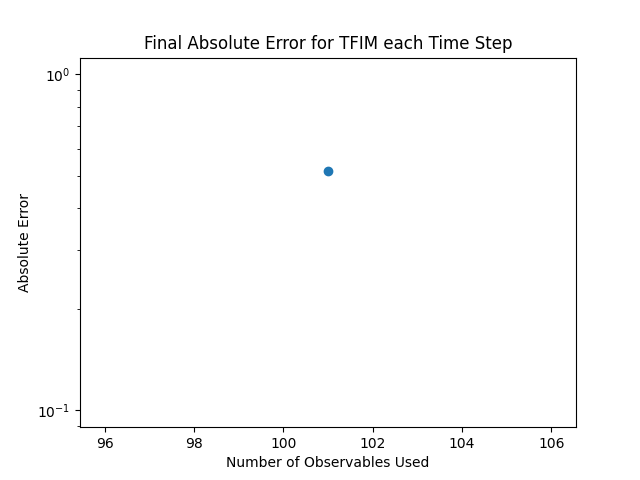 Final Absolute Error for TFIM each Time Step
10⁰
10⁻¹
Absolute Error
96 98 100 102 104 106
Number of Observables Used